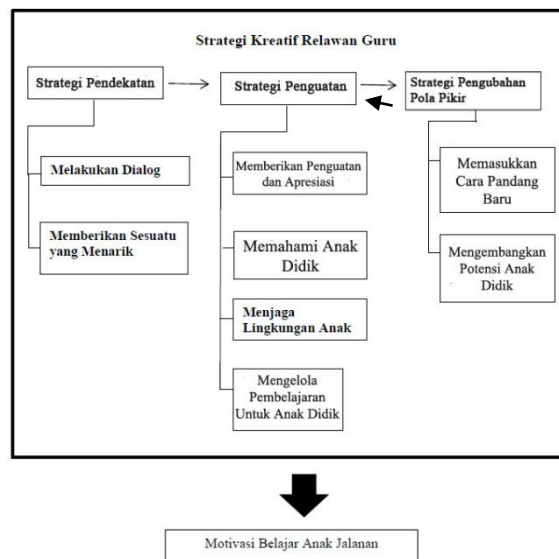 Strategi Kreatif Relawan Guru
Strategi Pendekatan
Strategi Penguatan
Strategi Pengubahan
Pola Pikir
Melakukan Dialog
Memberikan Sesuatu
yang Menarik
Memberikan Penguatan
dan Apresiasi
Memahami Anak
Didik
Menjaga
Lingkungan Anak
Mengelola
Pembelajaran
Untuk Anak Didik
Memasukkan
Cara Pandang
Baru
Mengembangkan
Potensi Anak
Didik
Motivasi Belajar Anak Jalanan